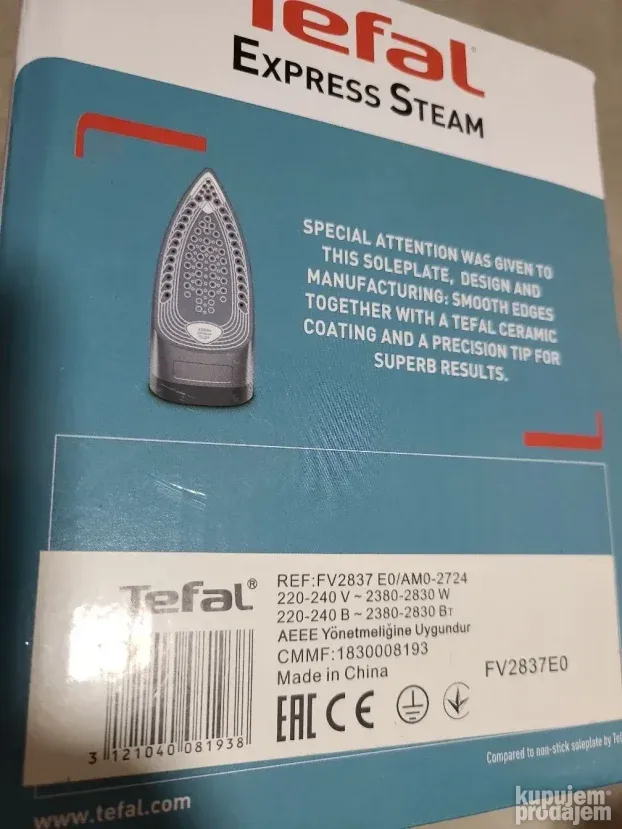 Tefal
EXPRESS STEAM
SPECIAL ATTENTION WAS GIVEN TO
THIS SOLEPLATE, DESIGN AND
MANUFACTURING: SMOOTH EDGES
TOGETHER WITH A TEFAL CERAMIC
COATING AND A PRECISION TIP FOR
SUPERB RESULTS.
Tefal®
REF:FV2837 E0/AM0-2724
220-240 V ~ 2380-2830 W
220-240 В ~ 2380-2830 Вт
AEEE Yönetmeliğine Uygundur
CMMF:1830008193
Made in China
FV2837E0
EAC CE
3 121040 081938
Compared to non-stick soleplate by Tef
www.tefal.com
kupujem
prodajem